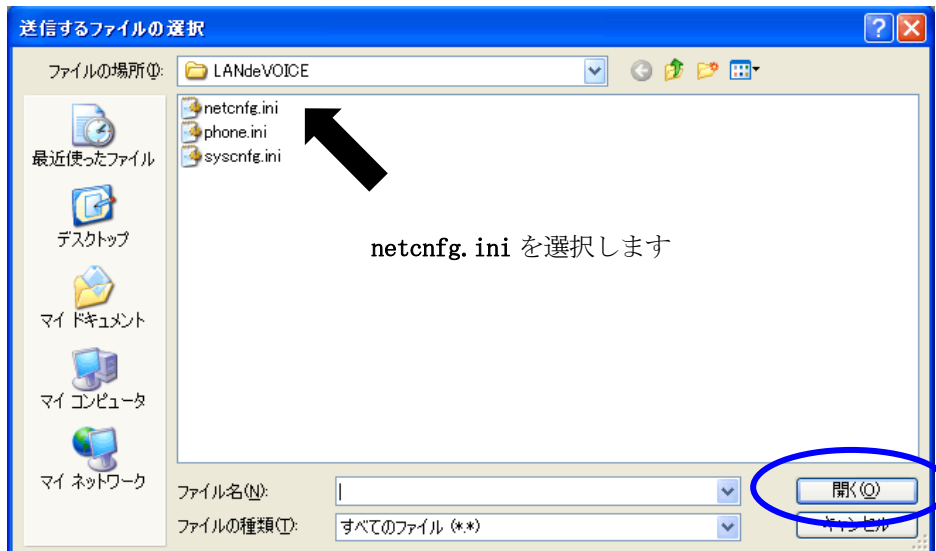 送信するファイルの選択
ファイルの場所(I):
LANdeVOICE
netcnfg.ini
phone.ini
syscnfg.ini
最近使ったファイル
デスクトップ
マイ ドキュメント
マイ コンピュータ
マイ ネットワーク
netcnfg.ini を選択します
ファイル名(N):
開く(O)
ファイルの種類(T):
すべてのファイル (*.*)
キャンセル